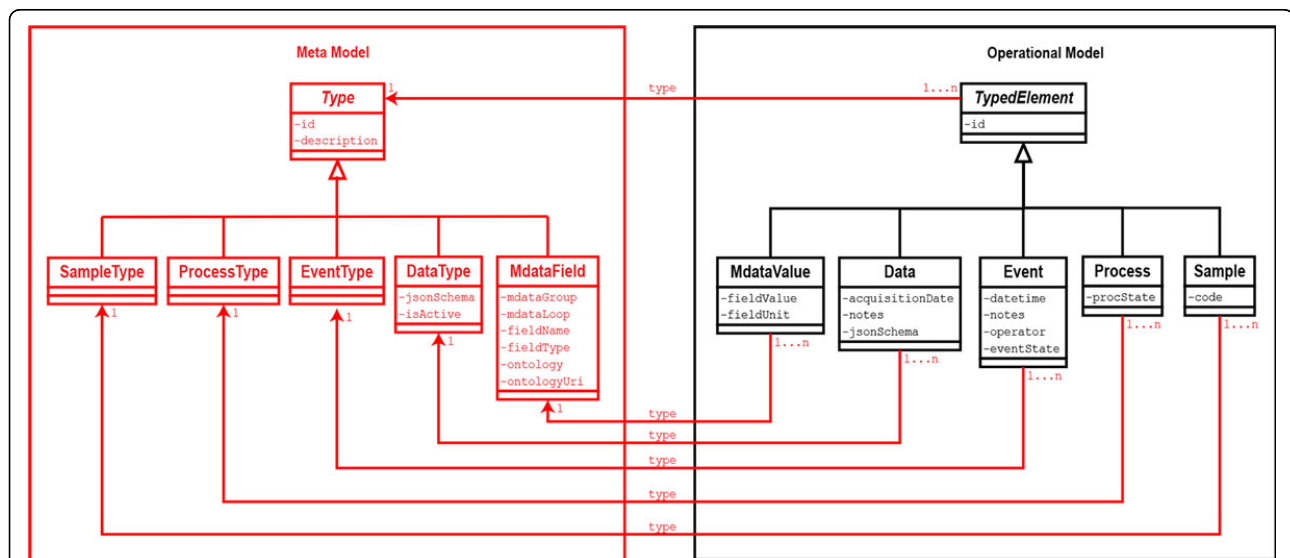 Meta Model
Operational Model
Type
1
type
1...n
TypedElement
-id
-description
-id
SampleType
ProcessType
EventType
DataType
MdataField
MdataValue
Data
Event
Process
Sample
-jsonSchema
-isActive
-mdataGroup
-mdataLoop
-fieldName
-fieldType
-ontology
-ontologyUri
-fieldValue
-fieldUnit
-acquisitionDate
-notes
-jsonSchema
-datetime
-notes
-operator
-eventState
-procState
-code
1
1
1
1
1
1...n
1...n
1...n
1...n
1...n
type
type
type
type
type